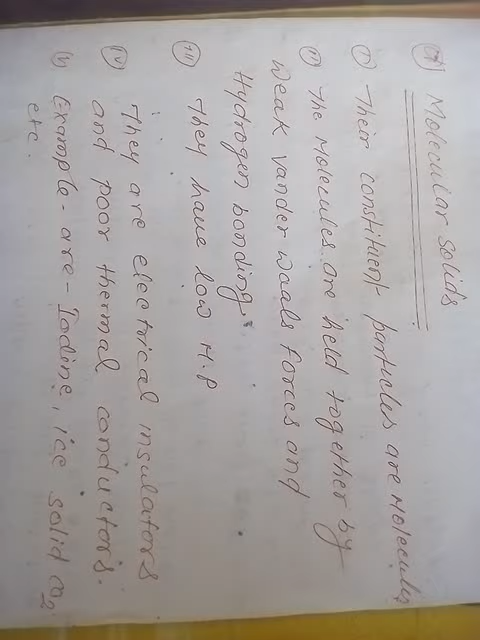 (A) Molecular Solids
(i) Their constituent particles are molecules
(ii) The Molecules are held together by
weak vander waals forces and
Hydrogen bonding
(iii) They have low M.P
(iv) They are electrical insulators
and poor thermal conductors.
(v) Example - are - Iodine, ice solid CO2
etc.